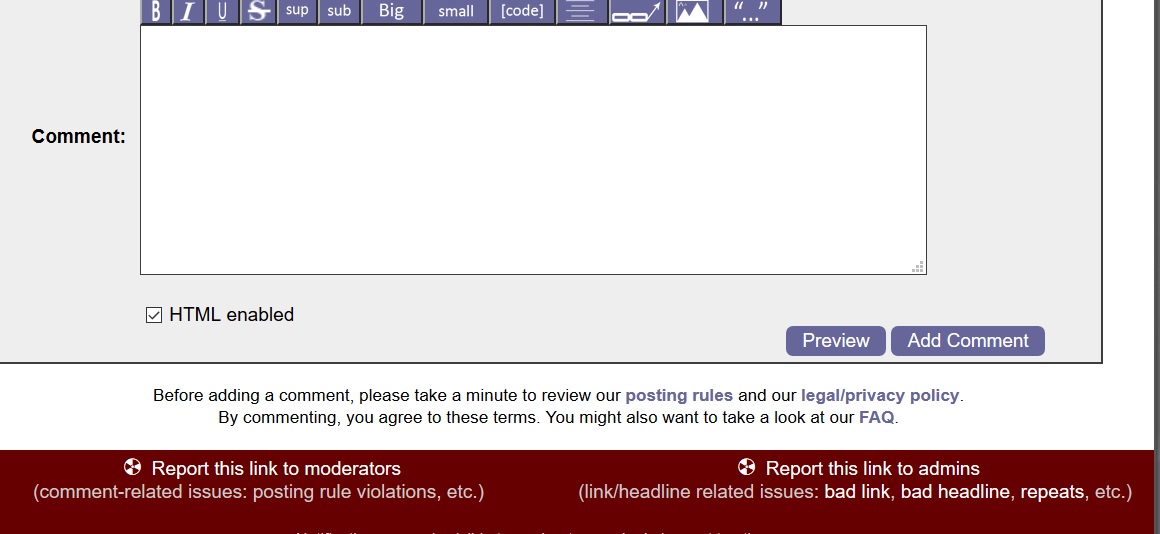 B I U S sup sub Big small [code] “...”
Comment:
HTML enabled
Preview Add Comment
Before adding a comment, please take a minute to review our posting rules and our legal/privacy policy.
By commenting, you agree to these terms. You might also want to take a look at our FAQ.
Report this link to moderators
(comment-related issues: posting rule violations, etc.)
Report this link to admins
(link/headline related issues: bad link, bad headline, repeats, etc.)